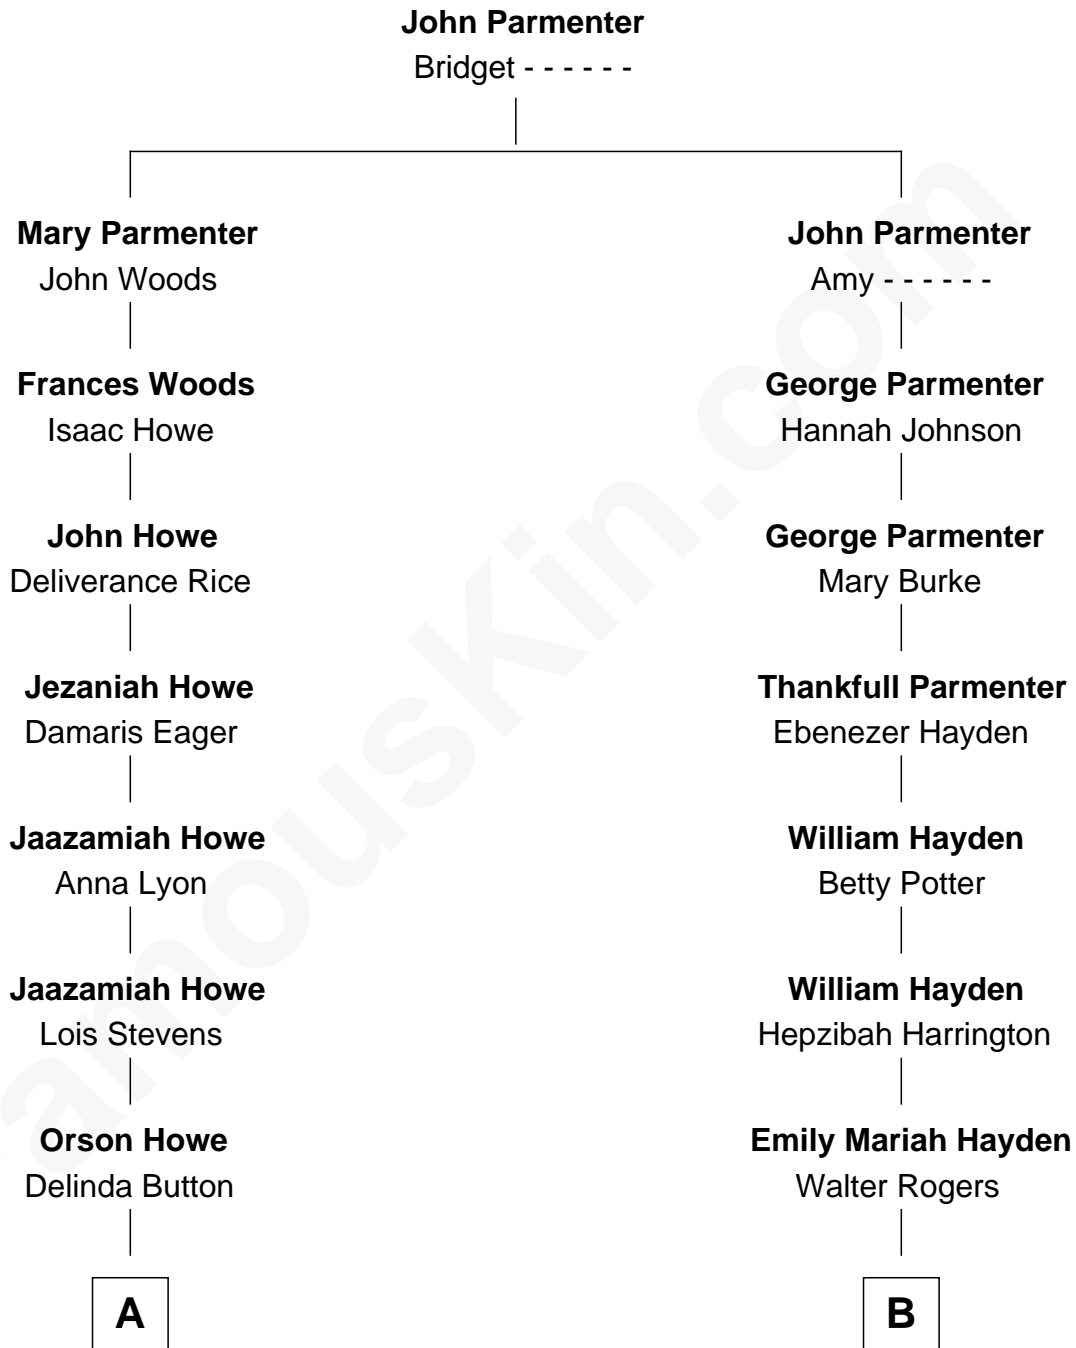 John Parmenter
Bridget - - - - - -
Mary Parmenter
John Woods
John Parmenter
Amy - - - - - -
Frances Woods
Isaac Howe
George Parmenter
Hannah Johnson
John Howe
Deliverance Rice
George Parmenter
Mary Burke
Jezaniah Howe
Damaris Eager
Thankfull Parmenter
Ebenezer Hayden
Jaazamiah Howe
Anna Lyon
William Hayden
Betty Potter
Jaazamiah Howe
Lois Stevens
William Hayden
Hepzibah Harrington
Orson Howe
Delinda Button
Emily Mariah Hayden
Walter Rogers
A
B
amousKin.com